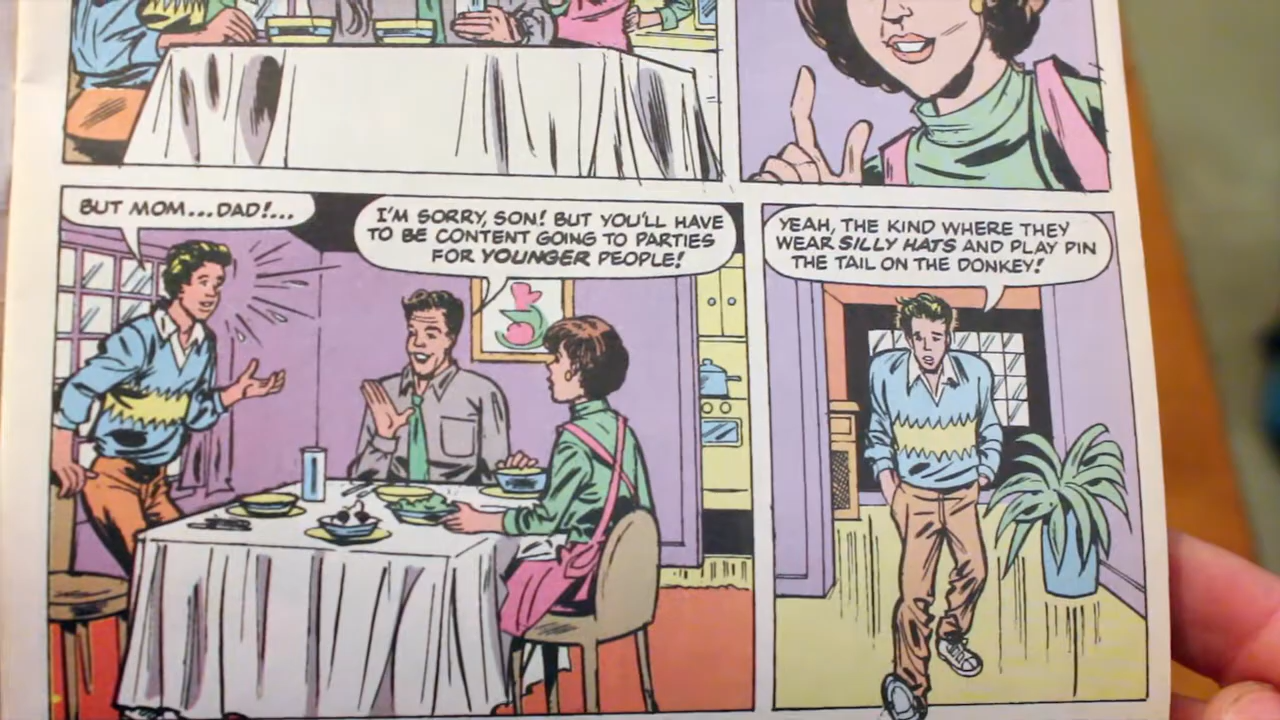 BUT MOM...DAD!...
I'M SORRY, SON! BUT YOU'LL HAVE
TO BE CONTENT GOING TO PARTIES
FOR YOUNGER PEOPLE!
YEAH, THE KIND WHERE THEY
WEAR SILLY HATS AND PLAY PIN
THE TAIL ON THE DONKEY!